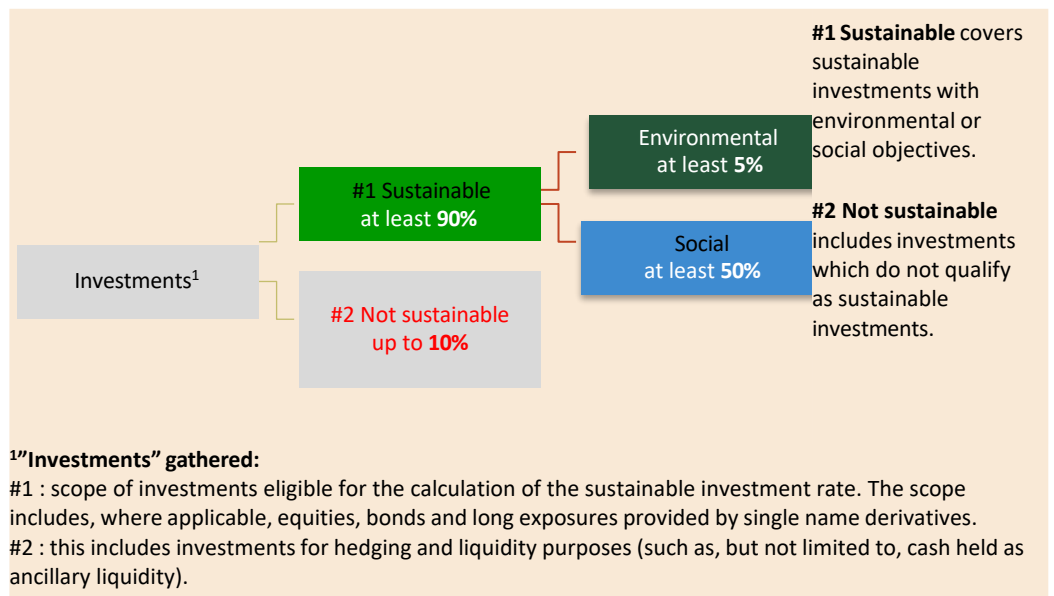 Investments¹
#1 Sustainable
at least 90%
#2 Not sustainable
up to 10%
Environmental
at least 5%
Social
at least 50%
#1 Sustainable covers
sustainable
investments with
environmental or
social objectives.
#2 Not sustainable
includes investments
which do not qualify
as sustainable
investments.
¹”Investments” gathered:
#1 : scope of investments eligible for the calculation of the sustainable investment rate. The scope
includes, where applicable, equities, bonds and long exposures provided by single name derivatives.
#2 : this includes investments for hedging and liquidity purposes (such as, but not limited to, cash held as
ancillary liquidity).